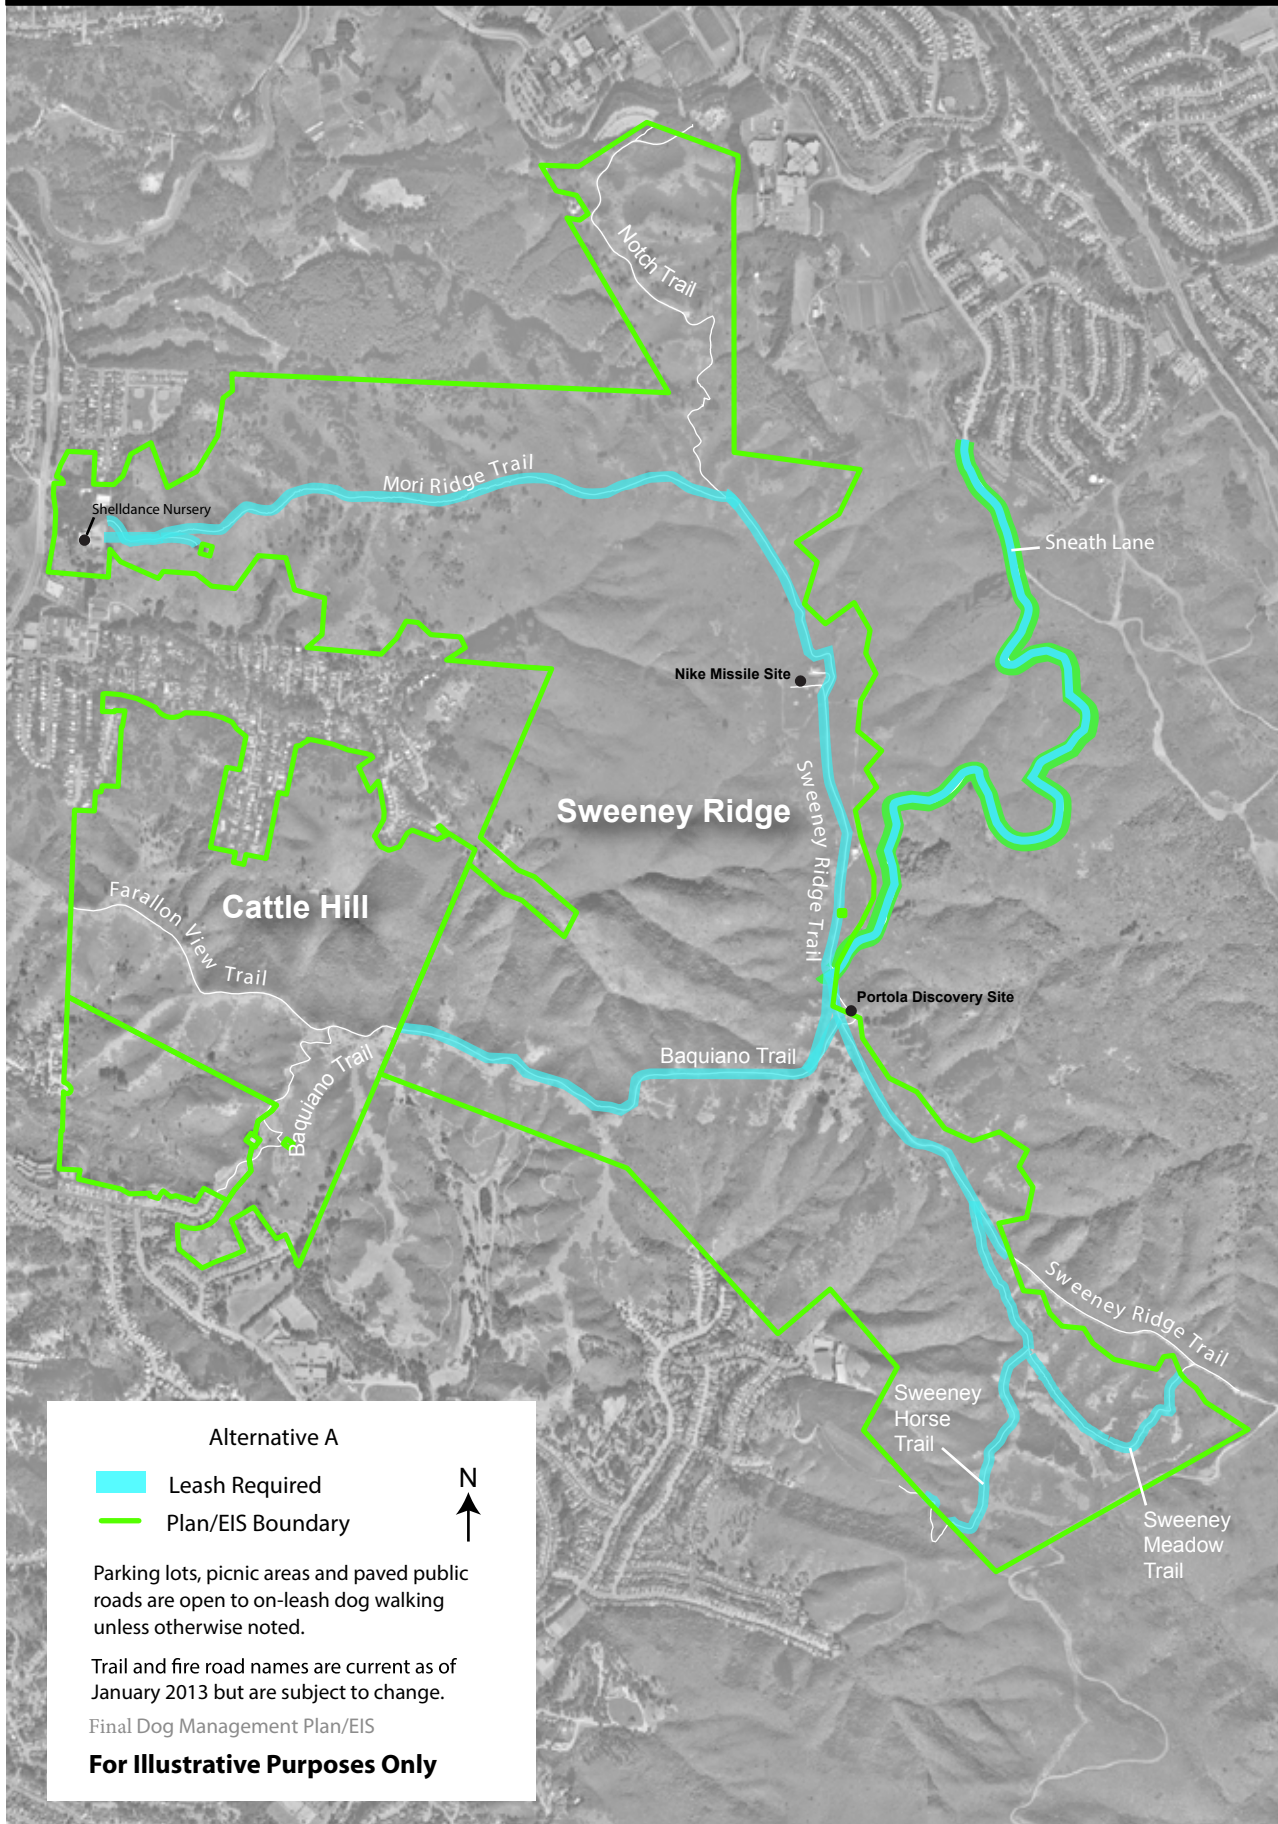 Notch Trail
Mori Ridge Trail
Shelldance Nursery
Sneath Lane
Nike Missile Site
Sweeney Ridge
Sweeney Ridge Trail
Cattle Hill
Farallon View Trail
Portola Discovery Site
Baquiano Trail
Baquiano Trail
Sweeney Ridge Trail
Sweeney
Horse
Trail
Sweeney
Meadow
Trail
Alternative A
Leash Required
Plan/EIS Boundary
N
Parking lots, picnic areas and paved public
roads are open to on-leash dog walking
unless otherwise noted.
Trail and fire road names are current as of
January 2013 but are subject to change.
Final Dog Management Plan/EIS
For Illustrative Purposes Only